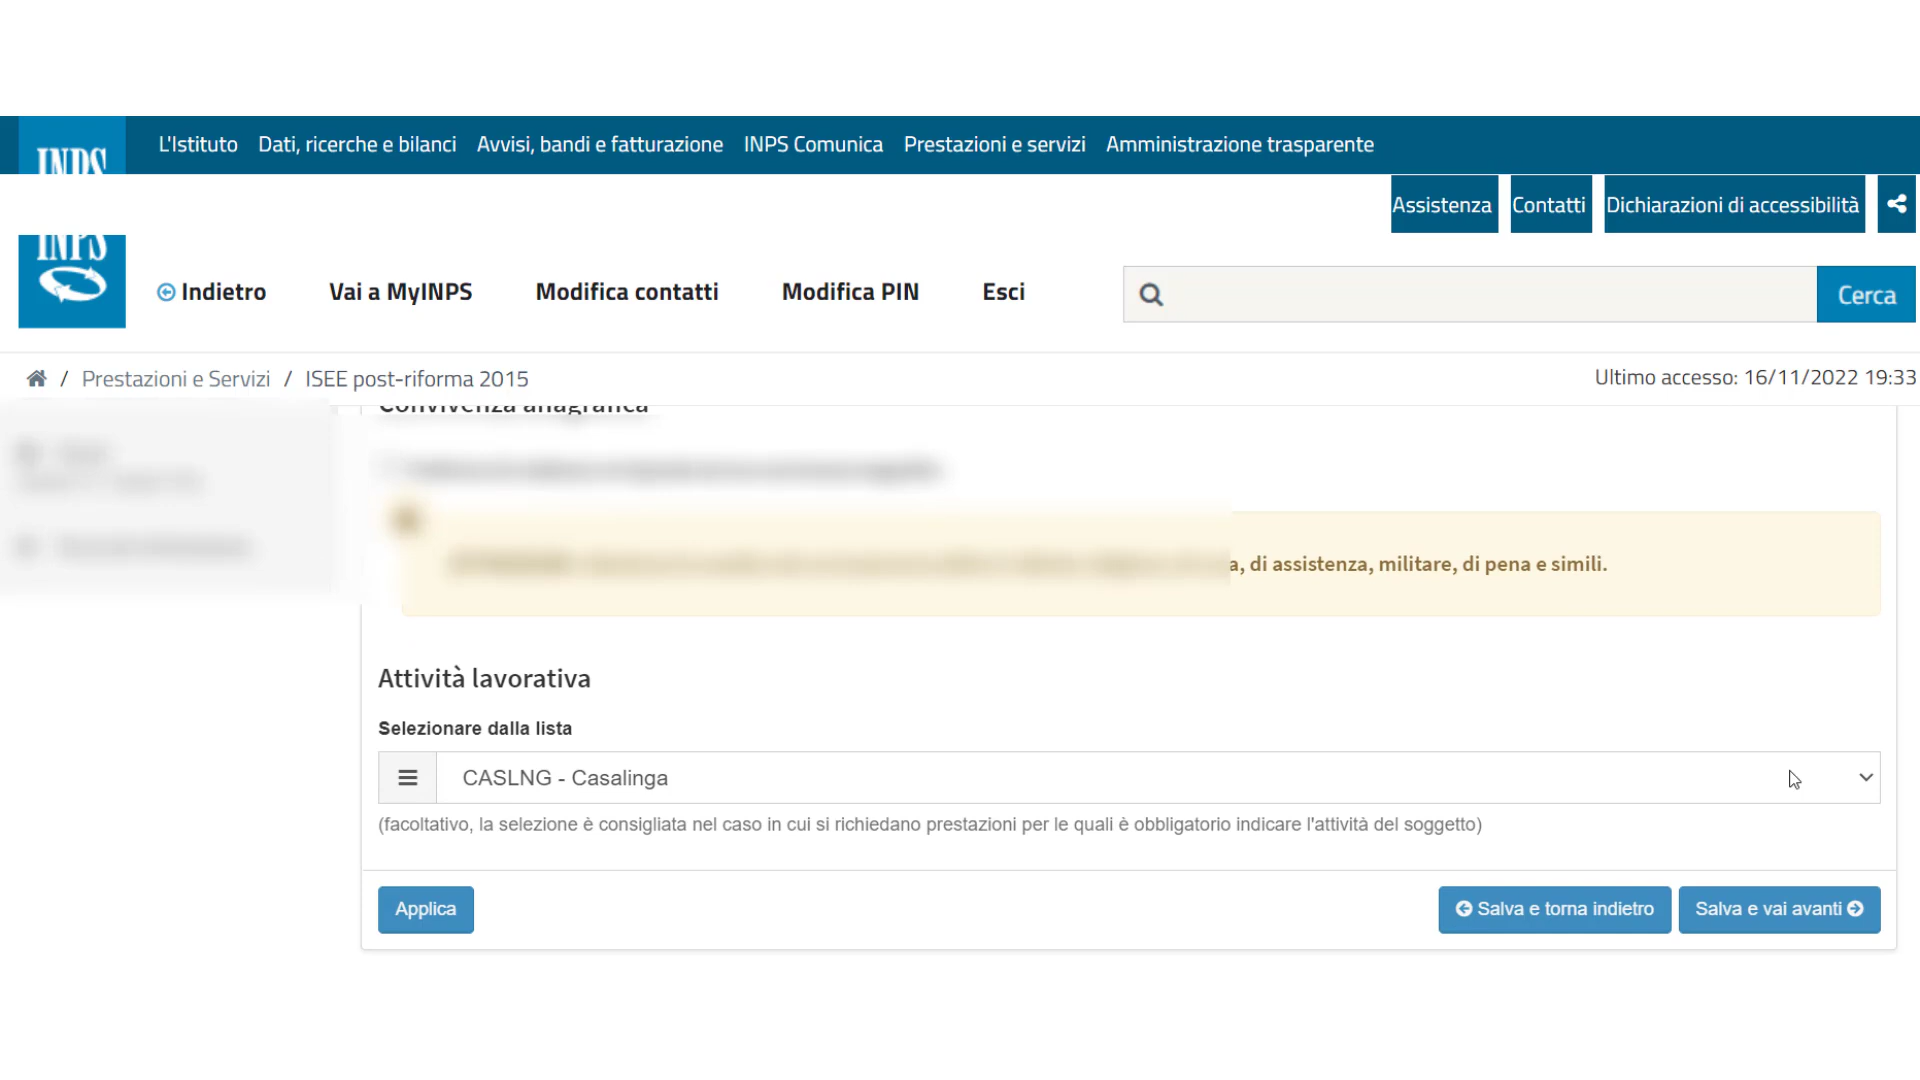 INPS
L'Istituto Dati, ricerche e bilanci Avvisi, bandi e fatturazione INPS Comunica Prestazioni e servizi Amministrazione trasparente
Assistenza Contatti Dichiarazioni di accessibilità
INPS
Indietro Vai a MyINPS Modifica contatti Modifica PIN Esci Cerca
/ Prestazioni e Servizi / ISEE post-riforma 2015 Ultimo accesso: 16/11/2022 19:33
Convivenza anagrafica
a, di assistenza, militare, di pena e simili.
Attività lavorativa
Selezionare dalla lista
CASLNG - Casalinga
(facoltativo, la selezione è consigliata nel caso in cui si richiedano prestazioni per le quali è obbligatorio indicare l'attività del soggetto)
Applica Salva e torna indietro Salva e vai avanti